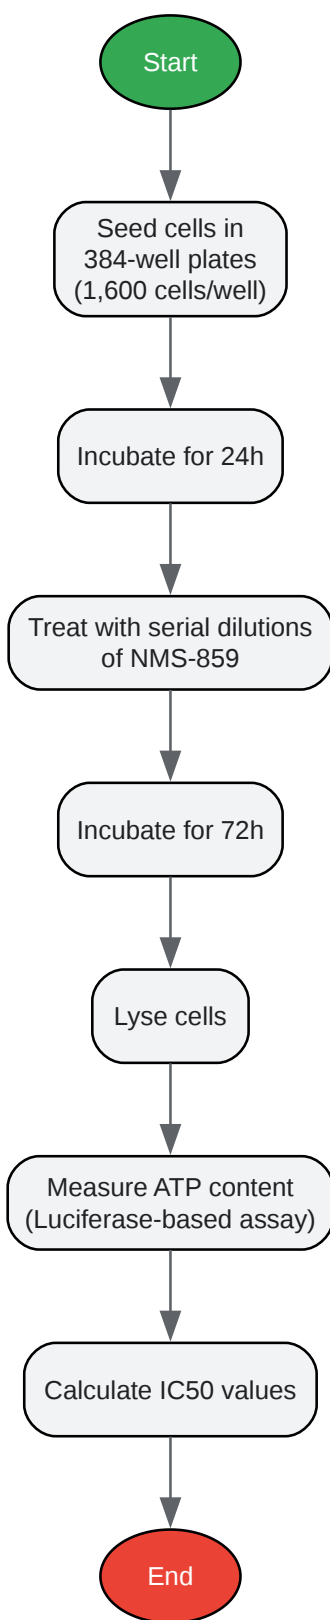 Start
Seed cells in
384-well plates
(1,600 cells/well)
Incubate for 24h
Treat with serial dilutions
of NMS-859
Incubate for 72h
Lyse cells
Measure ATP content
(Luciferase-based assay)
Calculate IC50 values
End